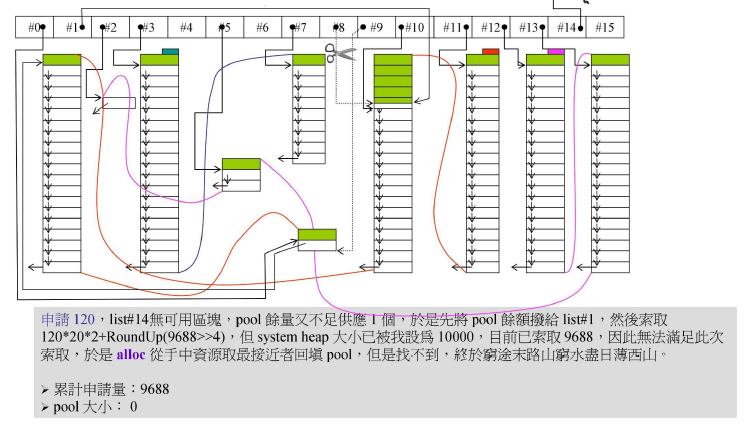 #0 #1 #2 #3 #4 #5 #6 #7 #8 #9 #10 #11 #12 #13 #14 #15
申請 120，list#14無可用區塊，pool 餘量又不足供應 1 個，於是先將 pool 餘額撥給 list#1，然後索取
120*20*2+RoundUp(9688>>4)，但 system heap 大小已被我設爲 10000，目前已索取 9688，因此無法滿足此次
索取，於是 alloc 從手中資源取最接近者回填 pool，但是找不到，終於窮途末路山窮水盡日薄西山。
➢ 累計申請量：9688
➢ pool 大小： 0